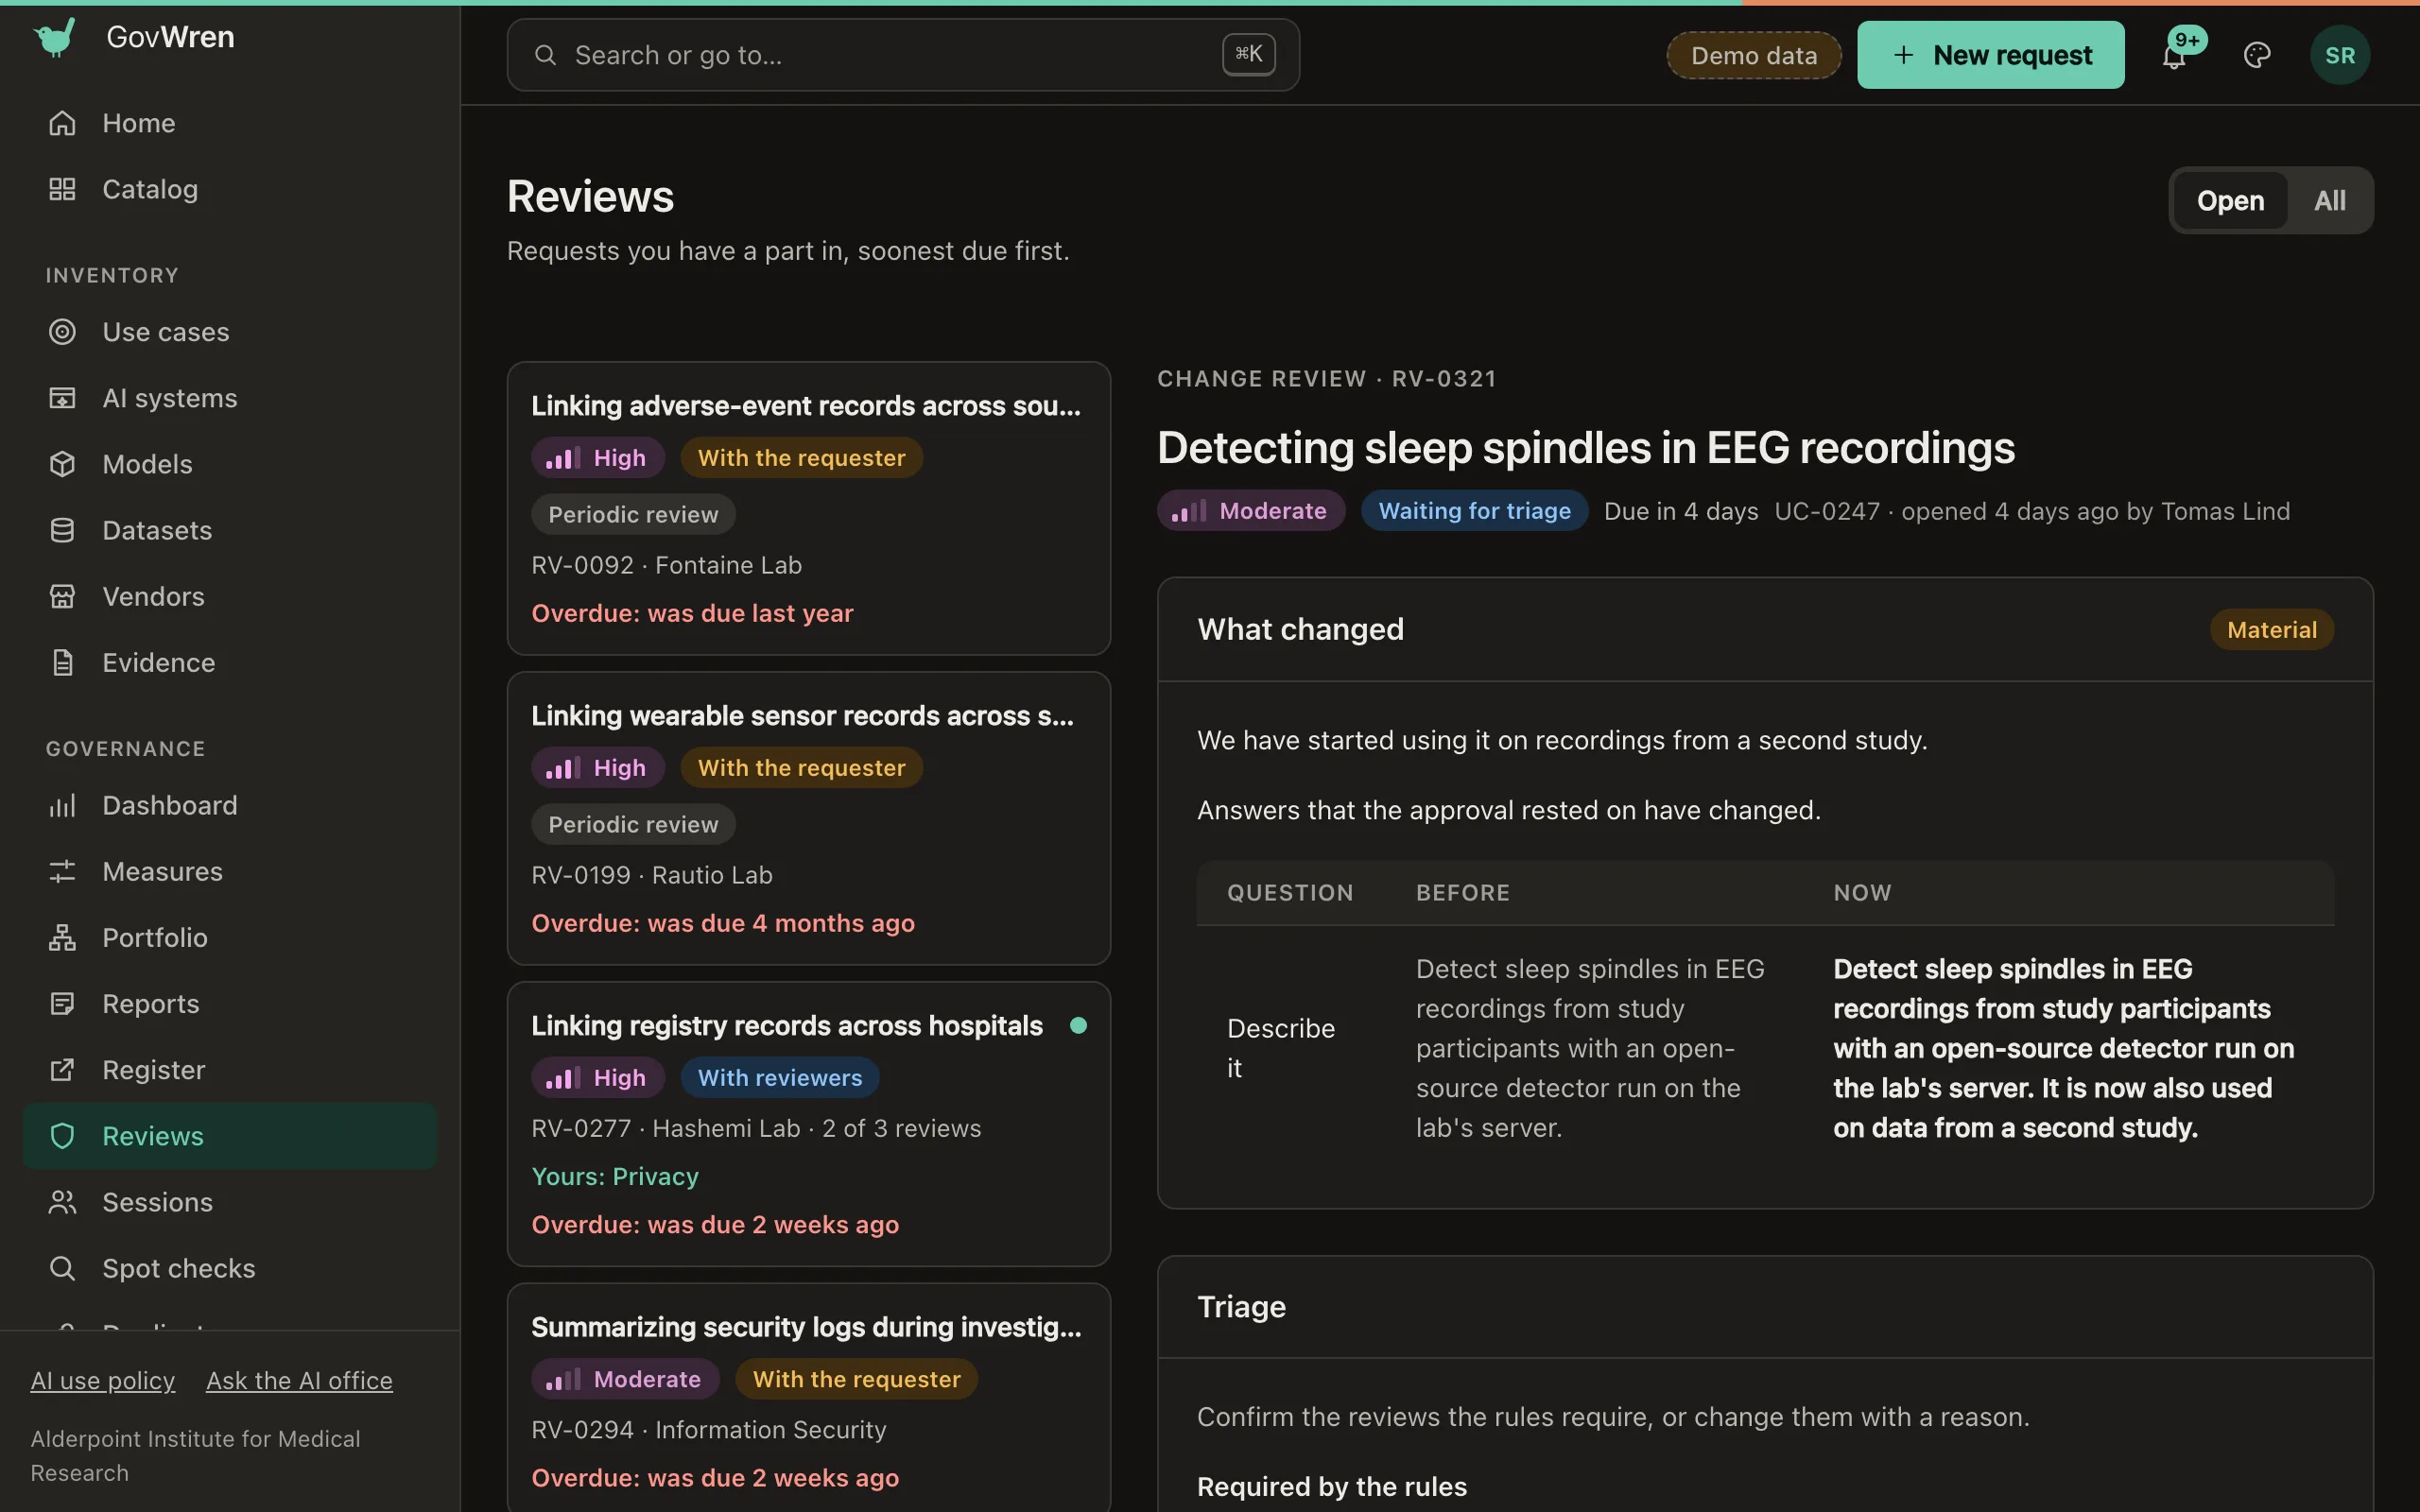 GovWren
Search or go to...
⌘K
Demo data
+ New request
9+
SR
Home
Catalog
INVENTORY
Use cases
AI systems
Models
Datasets
Vendors
Evidence
GOVERNANCE
Dashboard
Measures
Portfolio
Reports
Register
Reviews
Sessions
Spot checks
AI use policy
Ask the AI office
Alderpoint Institute for Medical
Research
Reviews
Requests you have a part in, soonest due first.
Open
All
Linking adverse-event records across sou...
High
With the requester
Periodic review
RV-0092 · Fontaine Lab
Overdue: was due last year
Linking wearable sensor records across s...
High
With the requester
Periodic review
RV-0199 · Rautio Lab
Overdue: was due 4 months ago
Linking registry records across hospitals
High
With reviewers
RV-0277 · Hashemi Lab · 2 of 3 reviews
Yours: Privacy
Overdue: was due 2 weeks ago
Summarizing security logs during investig...
Moderate
With the requester
RV-0294 · Information Security
Overdue: was due 2 weeks ago
CHANGE REVIEW · RV-0321
Detecting sleep spindles in EEG recordings
Moderate
Waiting for triage
Due in 4 days
UC-0247 · opened 4 days ago by Tomas Lind
What changed
Material
We have started using it on recordings from a second study.
Answers that the approval rested on have changed.
QUESTION
BEFORE
NOW
Describe
it
Detect sleep spindles in EEG
recordings from study
participants with an open-
source detector run on the
lab's server.
Detect sleep spindles in EEG
recordings from study participants
with an open-source detector run on
the lab's server. It is now also used
on data from a second study.
Triage
Confirm the reviews the rules require, or change them with a reason.
Required by the rules